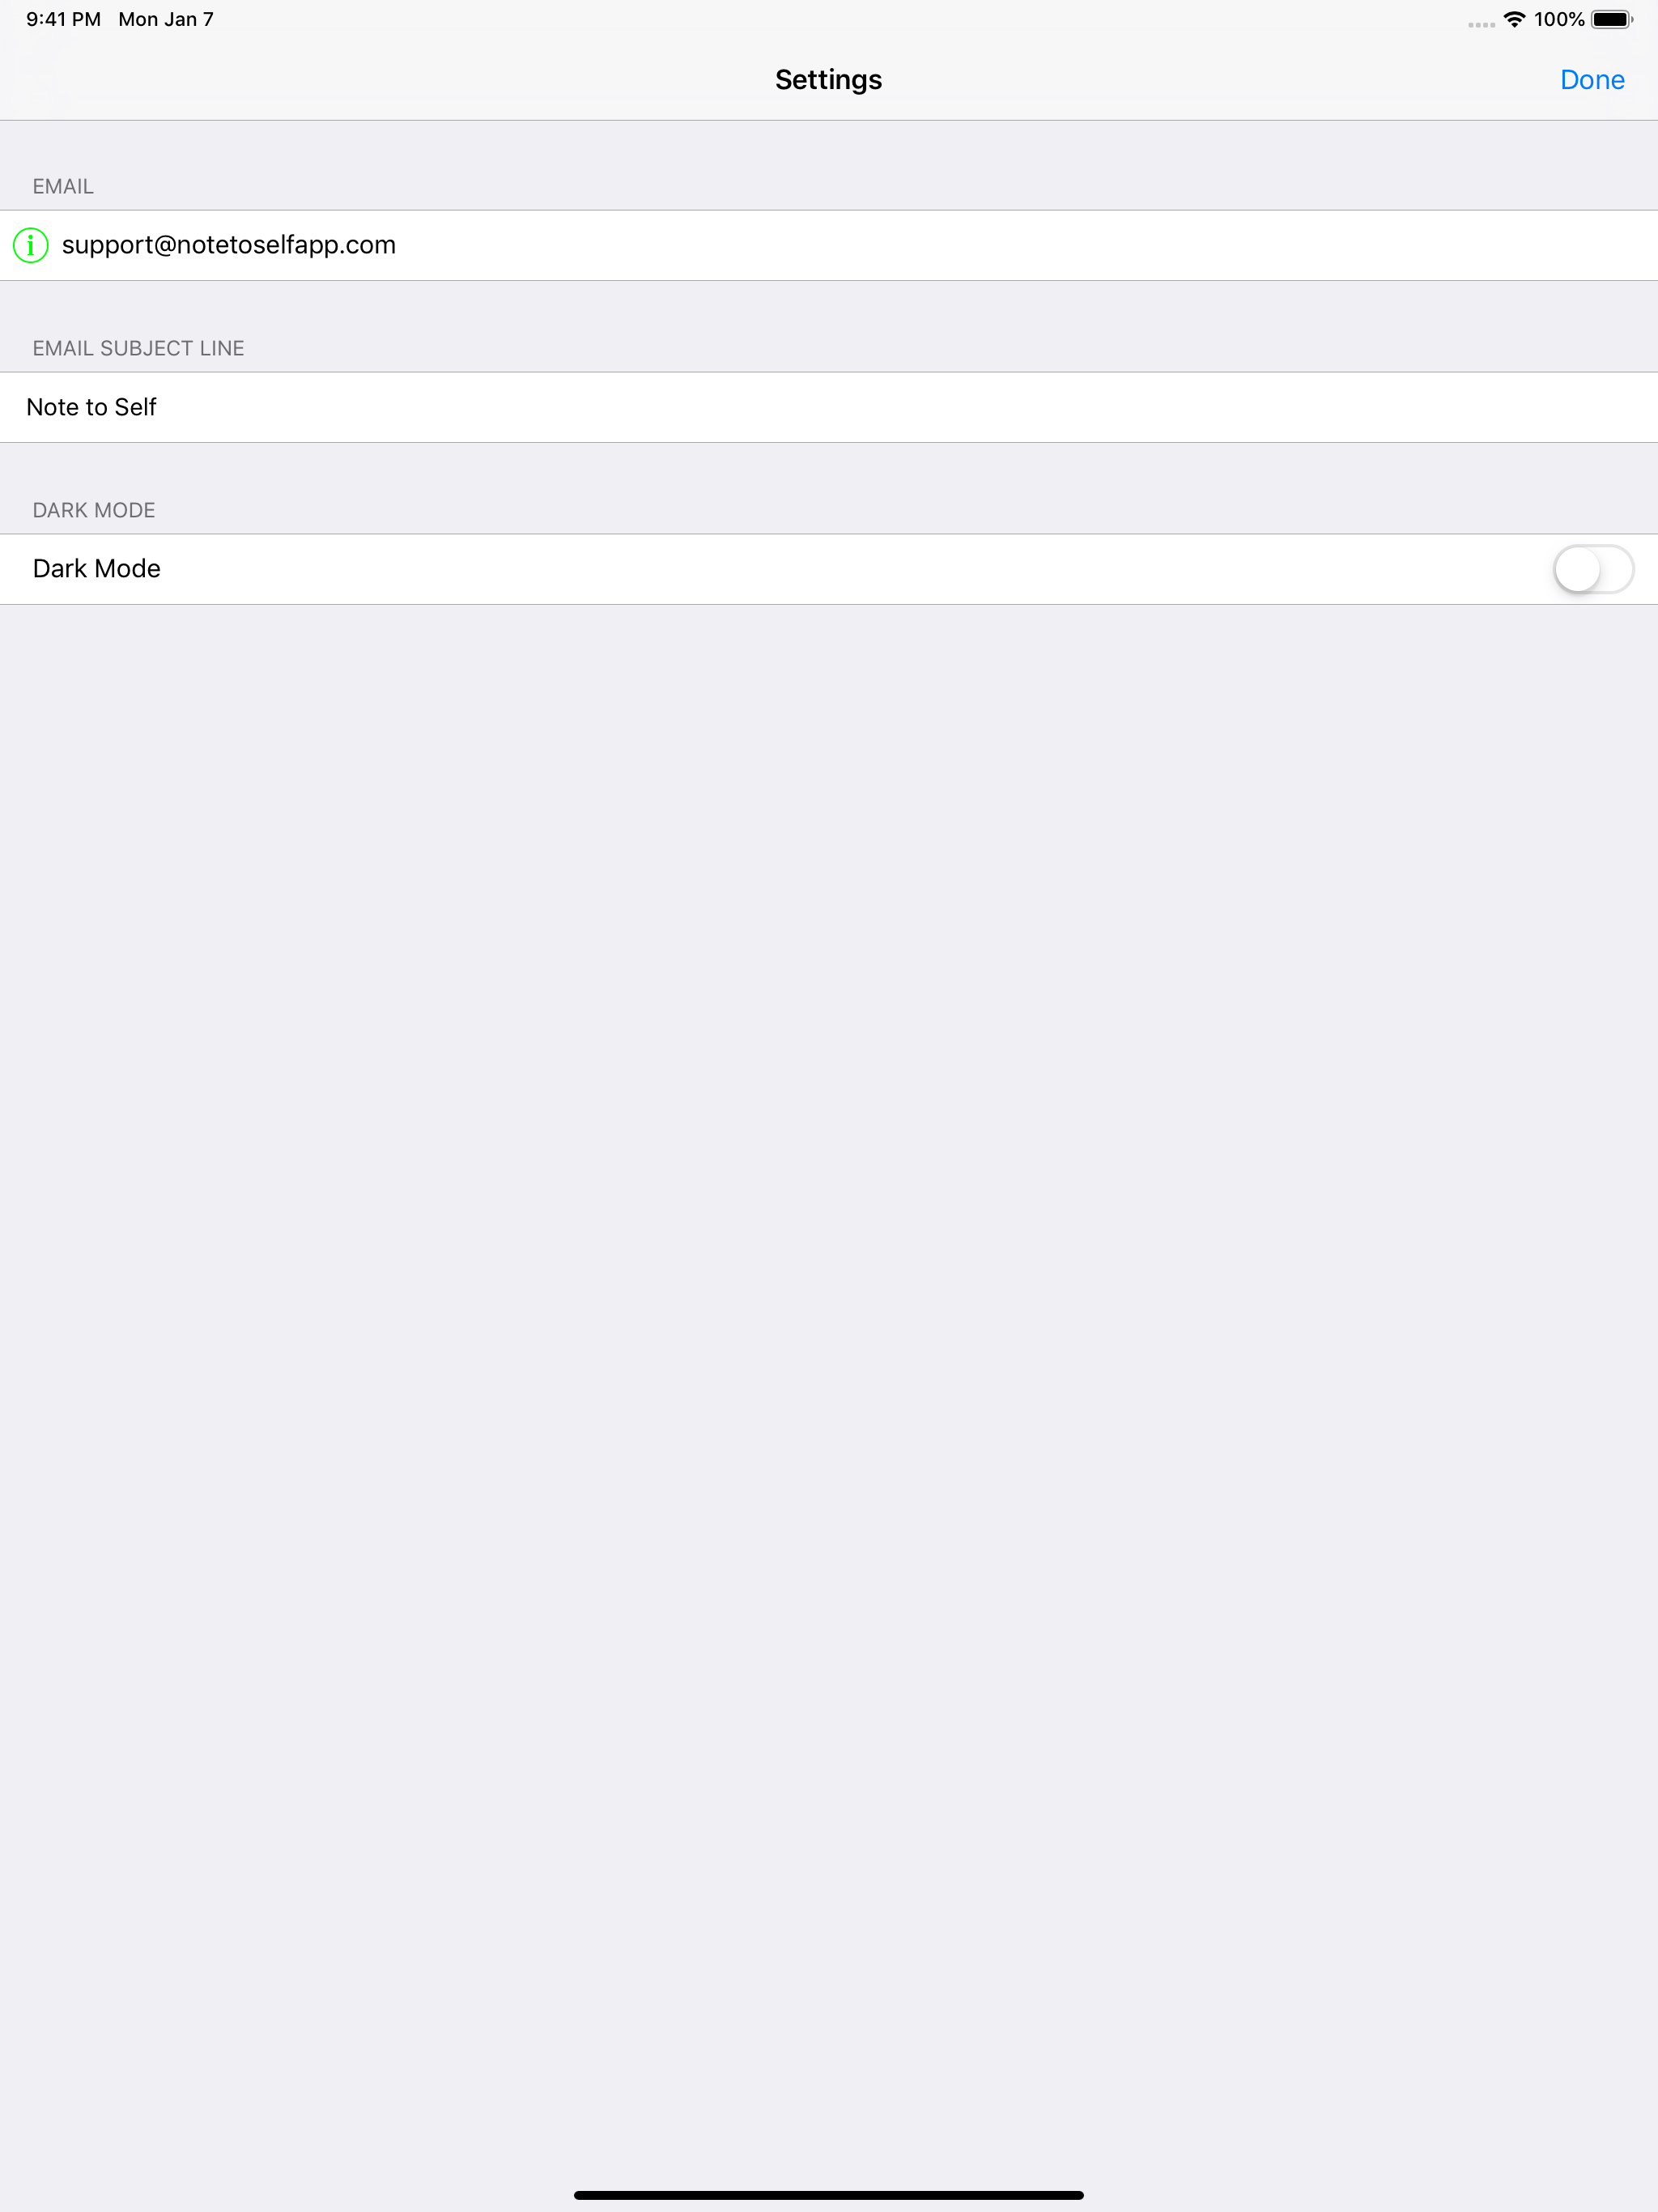 9:41 PM Mon Jan 7 100%
Settings Done
EMAIL
i support@notetoselfapp.com
EMAIL SUBJECT LINE
Note to Self
DARK MODE
Dark Mode